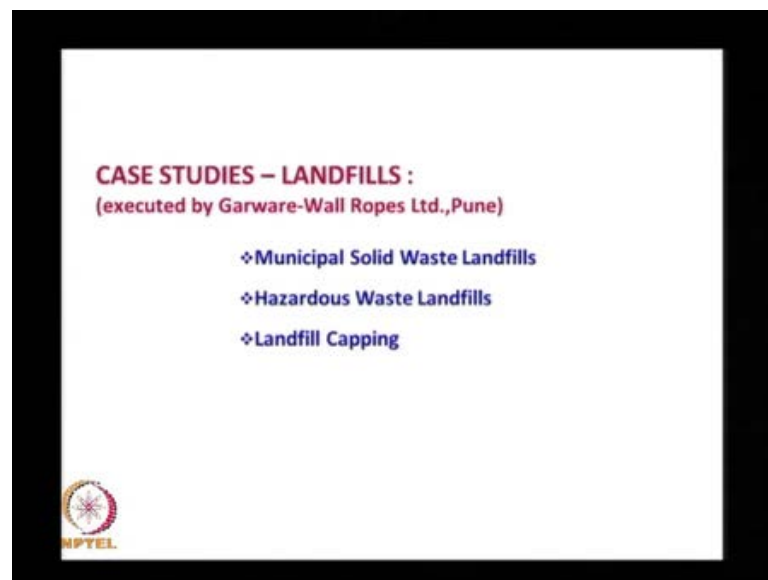 CASE STUDIES – LANDFILLS :
(executed by Garware-Wall Ropes Ltd.,Pune)
❖Municipal Solid Waste Landfills
❖Hazardous Waste Landfills
❖Landfill Capping
NPTEL